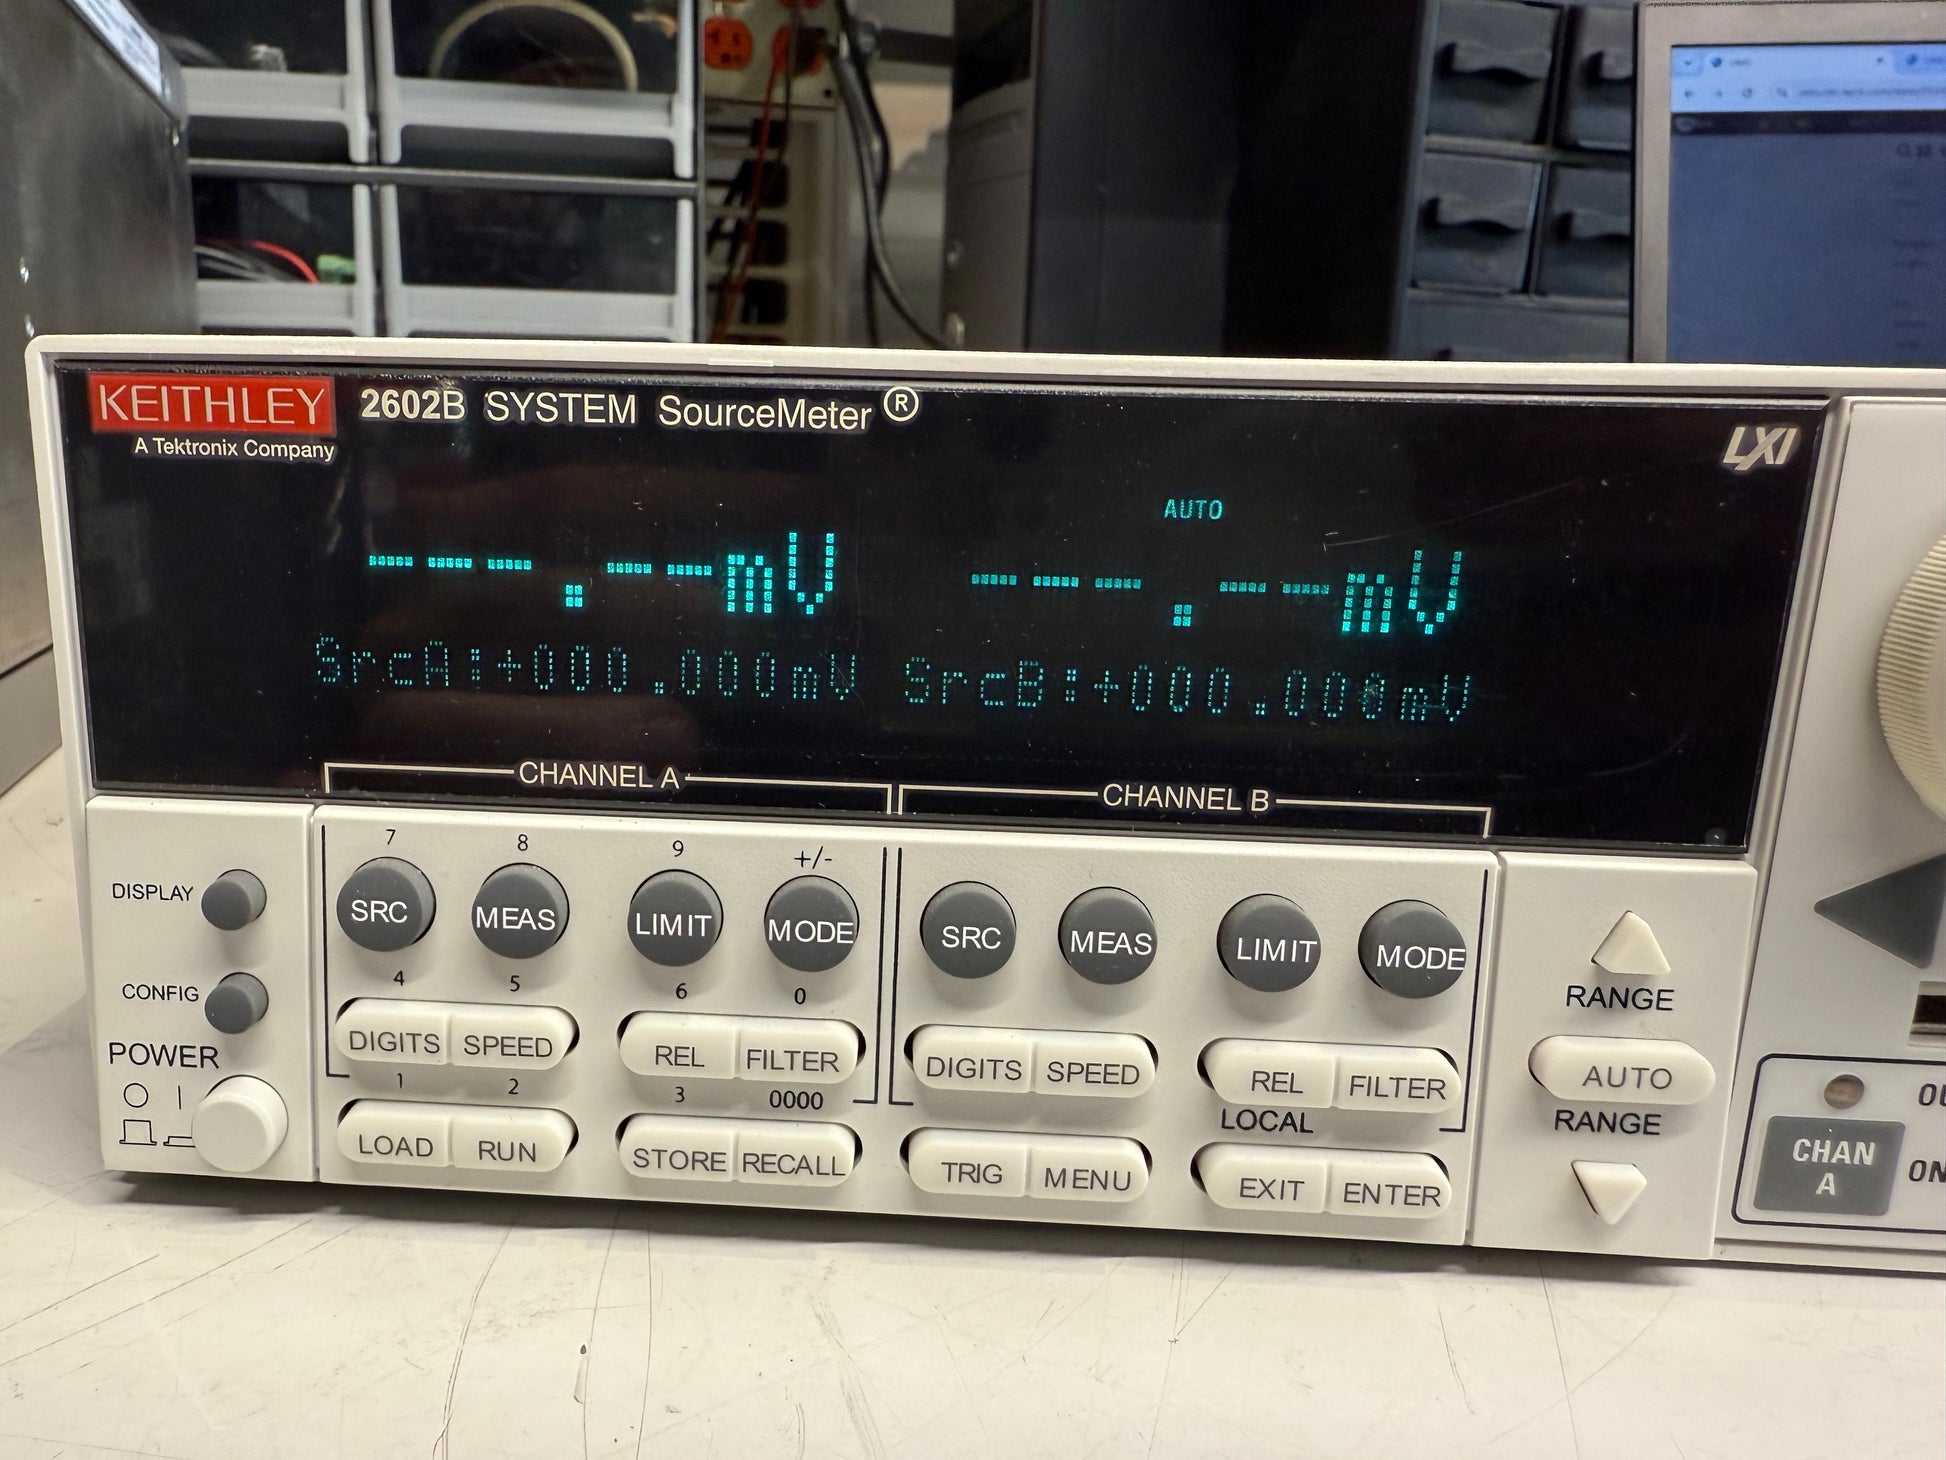 KEITHLEY
A Tektronix Company
2602B SYSTEM SourceMeter®
LXI
AUTO
---.--mV
---.--mV
SrcA:+000.000mV
SrcB:+000.000mV
CHANNEL A
CHANNEL B
7 8 9 +/-
DISPLAY
SRC MEAS LIMIT MODE
SRC MEAS LIMIT MODE
4 5 6 0
CONFIG
DIGITS SPEED REL FILTER
DIGITS SPEED REL FILTER
RANGE
AUTO
RANGE
POWER
1 2 3 0000
LOCAL
LOAD RUN STORE RECALL
TRIG MENU EXIT ENTER
CHAN
A